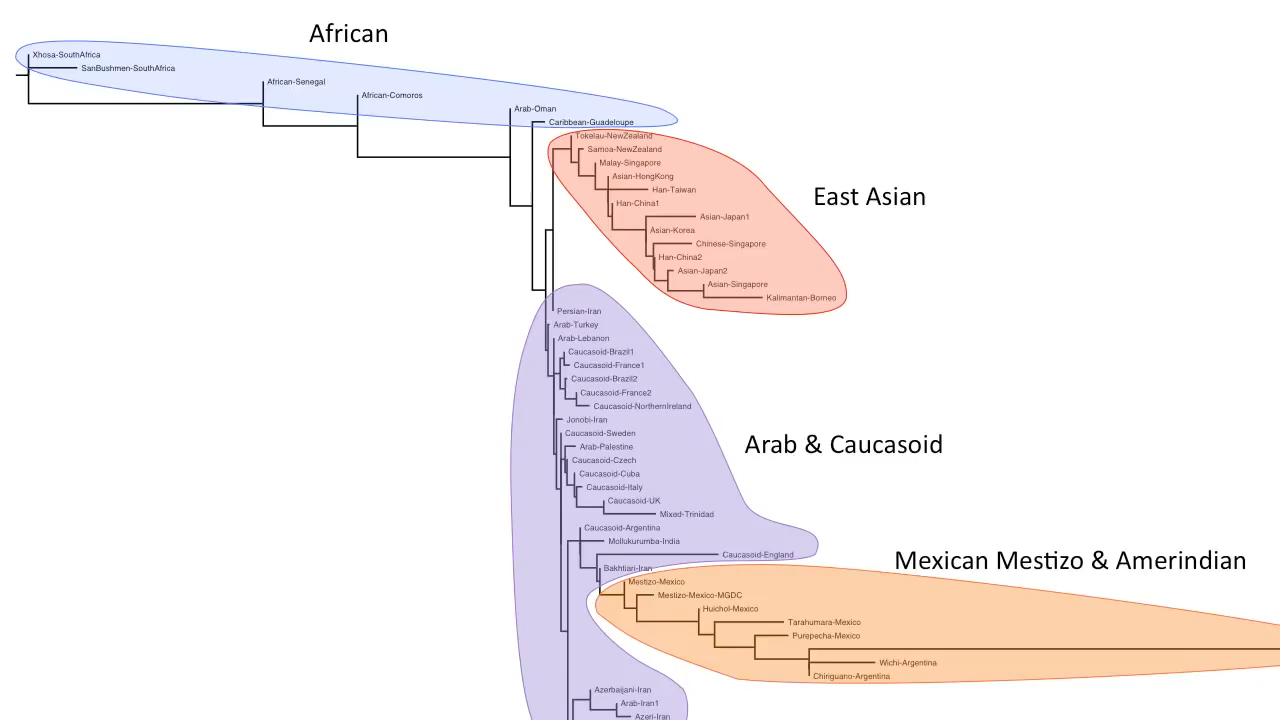 African
Xhosa-SouthAfrica
SanBushmen-SouthAfrica
African-Senegal
African-Comoros
Arab-Oman
Caribbean-Guadeloupe
Tokelau-NewZealand
Samoa-NewZealand
Malay-Singapore
Asian-HongKong
Han-Taiwan
East Asian
Han-China1
Asian-Japan1
Asian-Korea
Chinese-Singapore
Han-China2
Asian-Japan2
Asian-Singapore
Kalimantan-Borneo
Persian-Iran
Arab-Turkey
Arab-Lebanon
Caucasoid-Brazil1
Caucasoid-France1
Caucasoid-Brazil2
Caucasoid-France2
Caucasoid-NorthernIreland
Jonobi-Iran
Caucasoid-Sweden
Arab & Caucasoid
Arab-Palestine
Caucasoid-Czech
Caucasoid-Cuba
Caucasoid-Italy
Caucasoid-UK
Mixed-Trinidad
Caucasoid-Argentina
Mollukurumba-India
Caucasoid-England
Mexican Mestizo & Amerindian
Bakhtiari-Iran
Mestizo-Mexico
Mestizo-Mexico-MGDC
Huichol-Mexico
Tarahumara-Mexico
Purepecha-Mexico
Wichi-Argentina
Chiriguano-Argentina
Azerbaijani-Iran
Arab-Iran1
Azeri-Iran